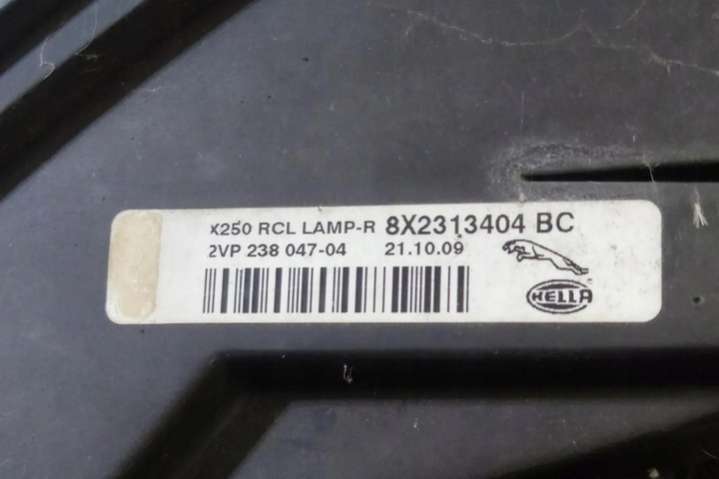 X250 RCL LAMP-R 8X2313404 BC
2VP 238 047-04 21.10.09
HELLA